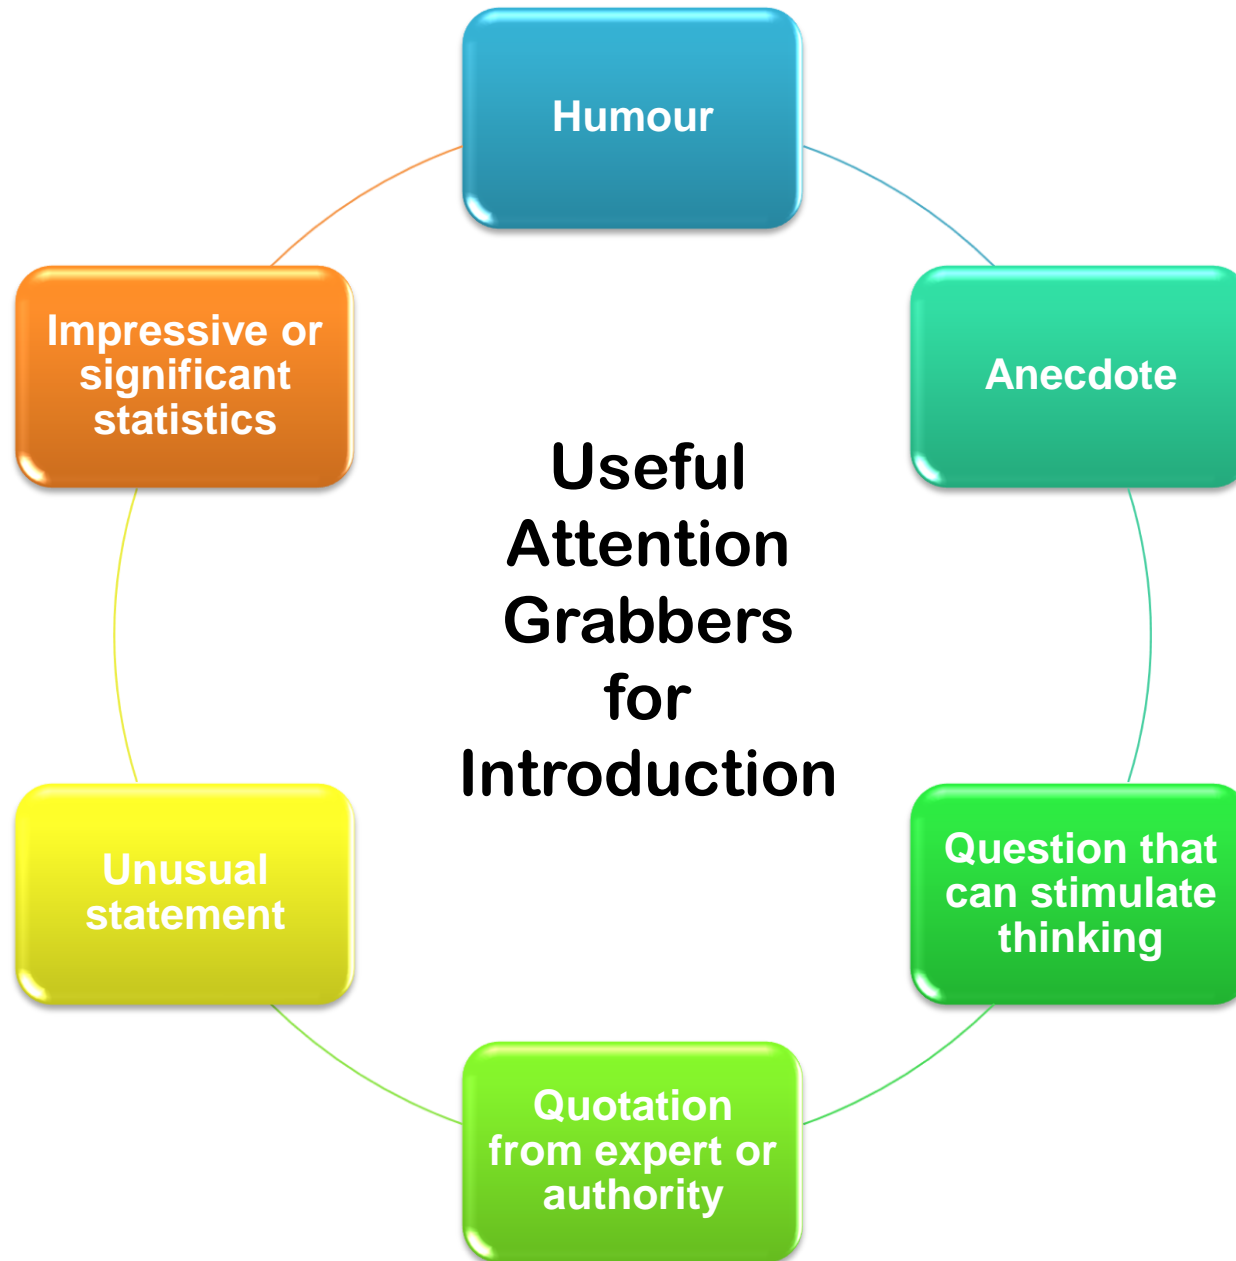 Humour
Anecdote
Question that
can stimulate
thinking
Quotation
from expert or
authority
Unusual
statement
Impressive or
significant
statistics
Useful
Attention
Grabbers
for
Introduction